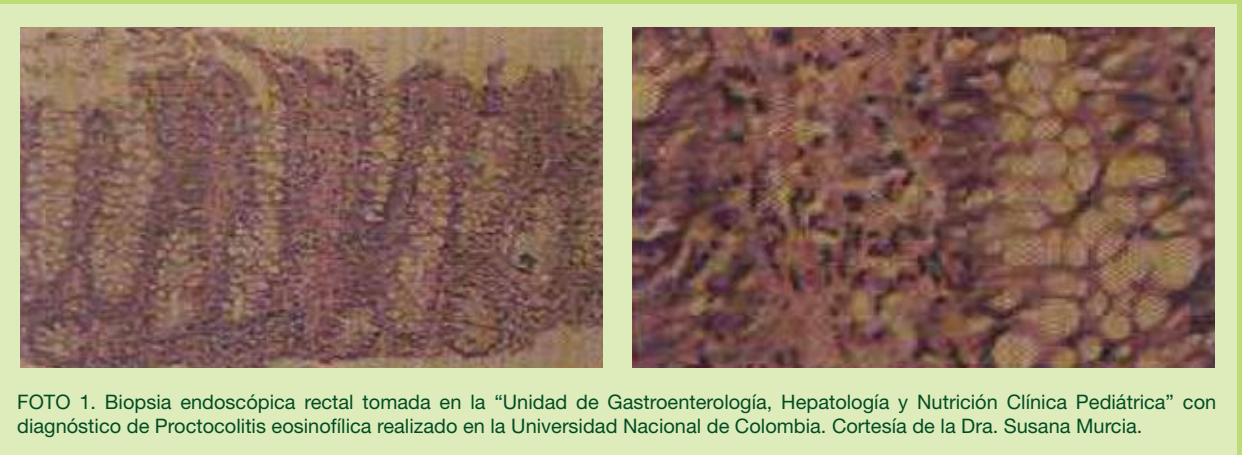 FOTO 1. Biopsia endoscópica rectal tomada en la “Unidad de Gastroenterología, Hepatología y Nutrición Clínica Pediátrica” con
diagnóstico de Proctocolitis eosinofílica realizado en la Universidad Nacional de Colombia. Cortesía de la Dra. Susana Murcia.